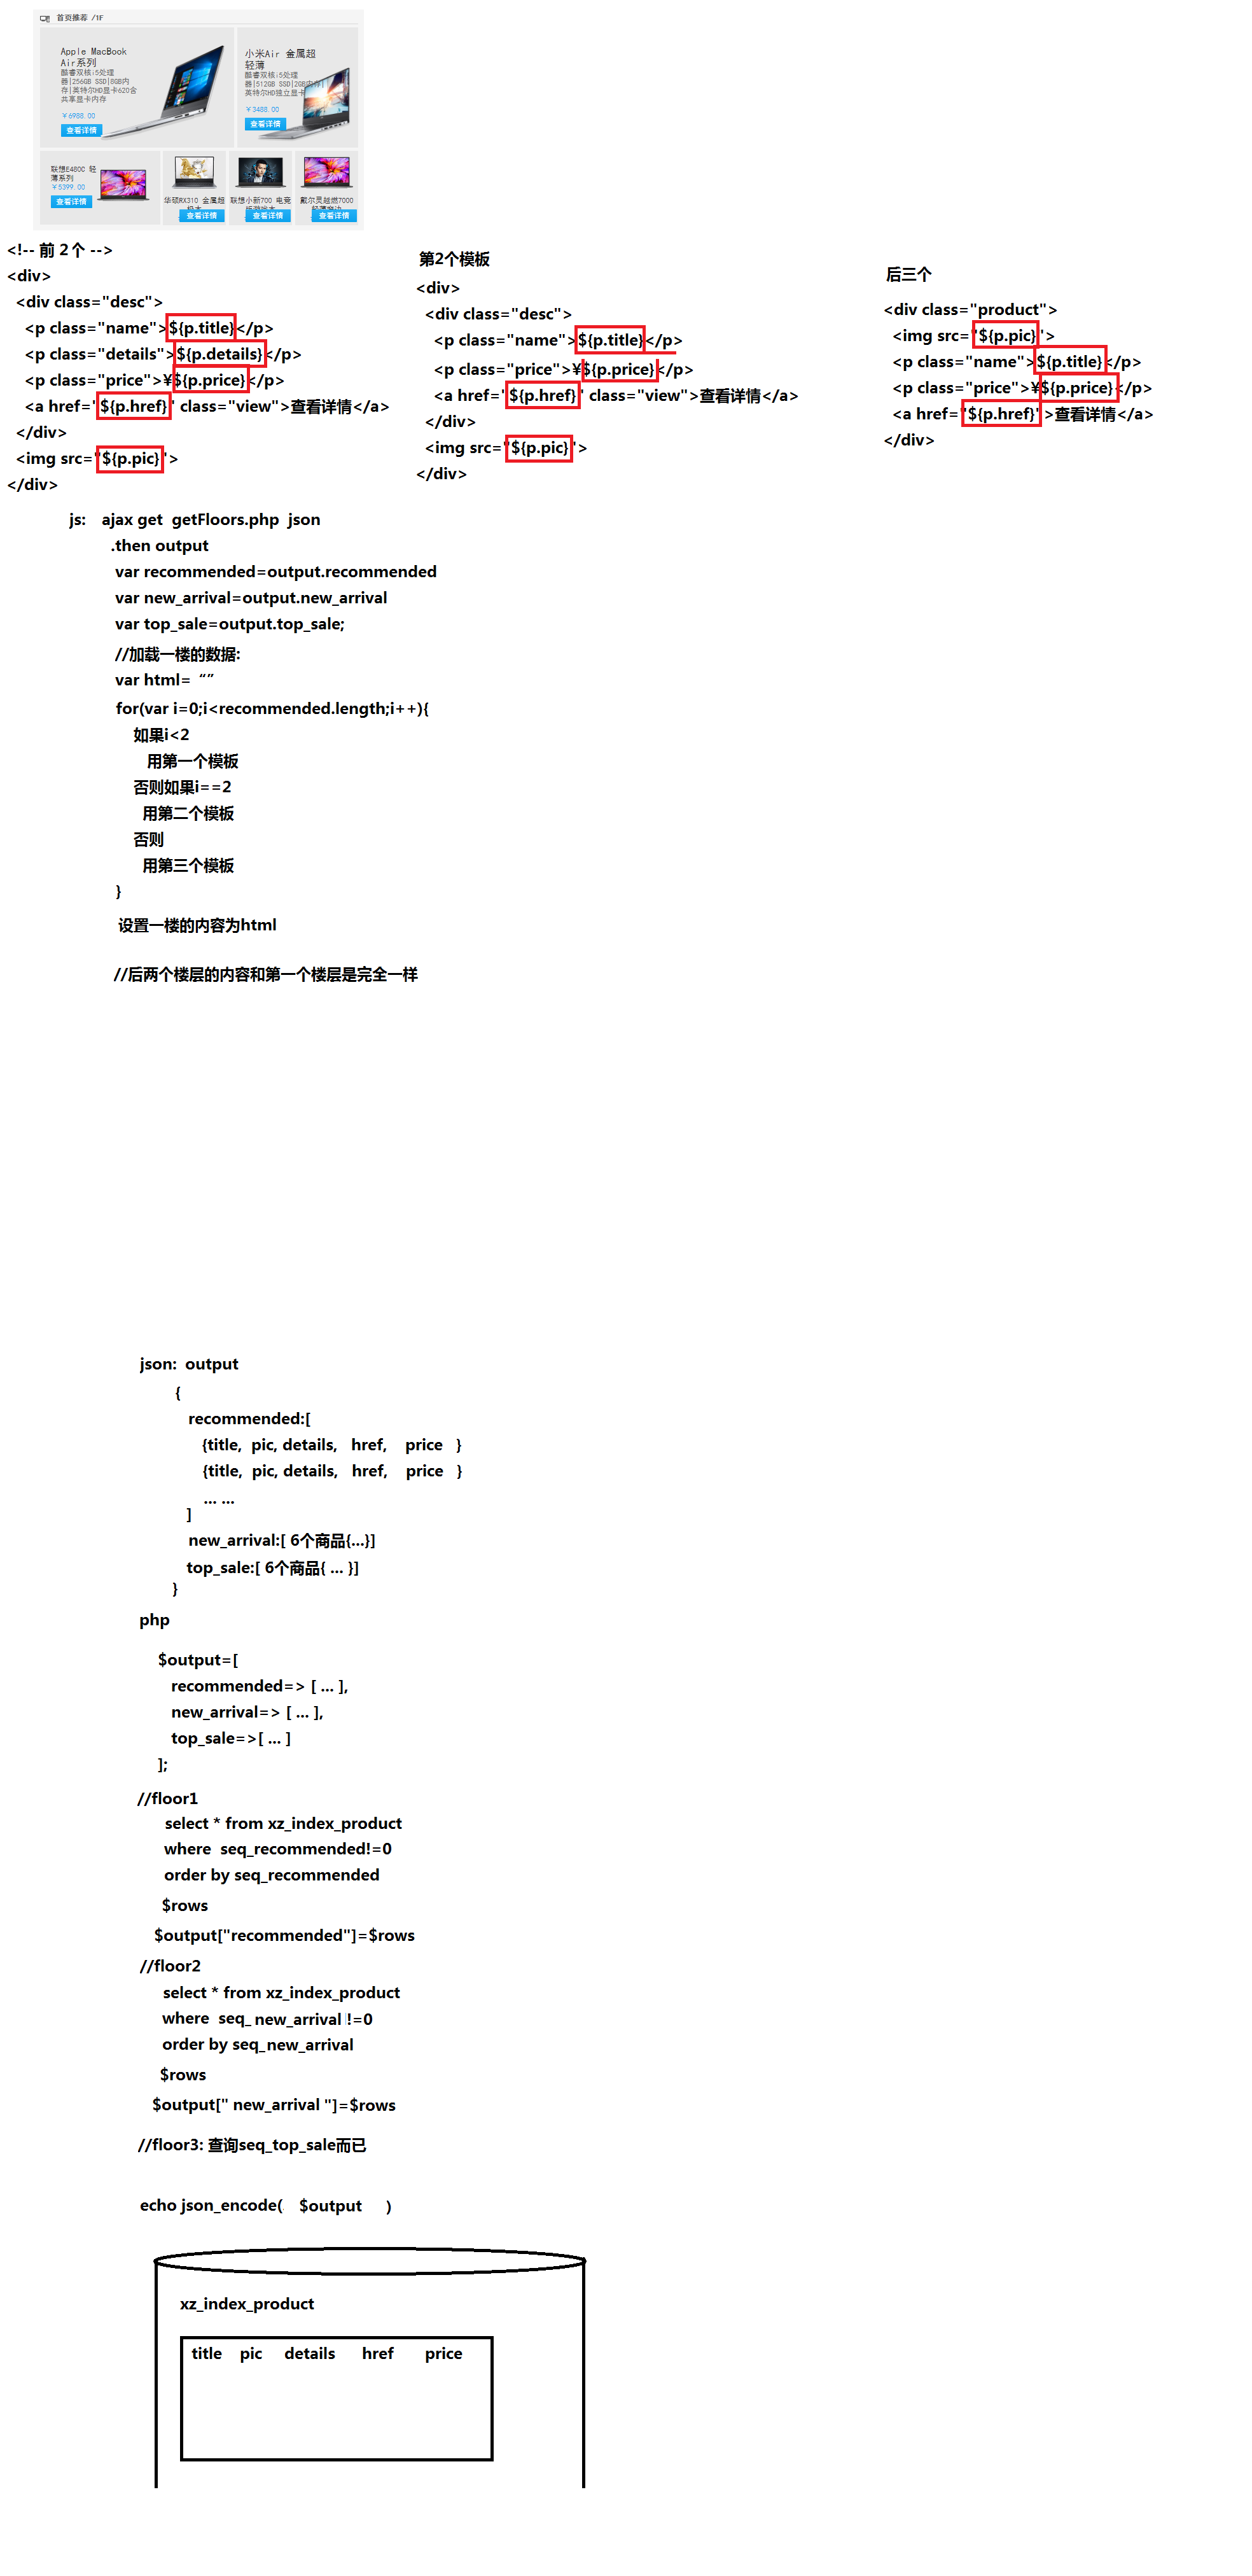 首页推荐 /1F
Apple MacBook
Air系列
酷睿双核i5处理
器|256GB SSD|8GB内
存|英特尔HD显卡620含
共享显卡内存
￥6988.00
查看详情
小米Air 金属超
轻薄
酷睿双核i5处理
器|512GB SSD|2GB内存|
英特尔HD独立显卡
￥3488.00
查看详情
联想E480C 轻
薄系列
￥5399.00
查看详情
华硕RX310 金属超
查看详情
联想小新700 电竞
查看详情
戴尔灵越燃7000
查看详情
<!-- 前 2 个 -->
<div>
<div class="desc">
<p class="name">${p.title}</p>
<p class="details">${p.details}</p>
<p class="price">¥${p.price}</p>
<a href="${p.href}" class="view">查看详情</a>
</div>
<img src="${p.pic}">
</div>
第2个模板
<div>
<div class="desc">
<p class="name">${p.title}</p>
<p class="price">¥${p.price}</p>
<a href="${p.href}" class="view">查看详情</a>
</div>
<img src="${p.pic}">
</div>
后三个
<div class="product">
<img src="${p.pic}">
<p class="name">${p.title}</p>
<p class="price">¥${p.price}</p>
<a href="${p.href}">查看详情</a>
</div>
js: ajax get getFloors.php json
.then output
var recommended=output.recommended
var new_arrival=output.new_arrival
var top_sale=output.top_sale;
//加载一楼的数据:
var html= “”
for(var i=0;i<recommended.length;i++){
如果i<2
用第一个模板
否则如果i==2
用第二个模板
否则
用第三个模板
}
设置一楼的内容为html
//后两个楼层的内容和第一个楼层是完全一样
json: output
{
recommended:[
{title, pic, details, href, price }
{title, pic, details, href, price }
... ...
]
new_arrival:[ 6个商品{...}]
top_sale:[ 6个商品{ ... }]
}
php
$output=[
recommended=> [ ... ],
new_arrival=> [ ... ],
top_sale=>[ ... ]
];
//floor1
select * from xz_index_product
where seq_recommended!=0
order by seq_recommended
$rows
$output["recommended"]=$rows
//floor2
select * from xz_index_product
where seq_ new_arrival !=0
order by seq_new_arrival
$rows
$output[" new_arrival "]=$rows
//floor3: 查询seq_top_sale而已
echo json_encode( $output )
xz_index_product
title pic details href price